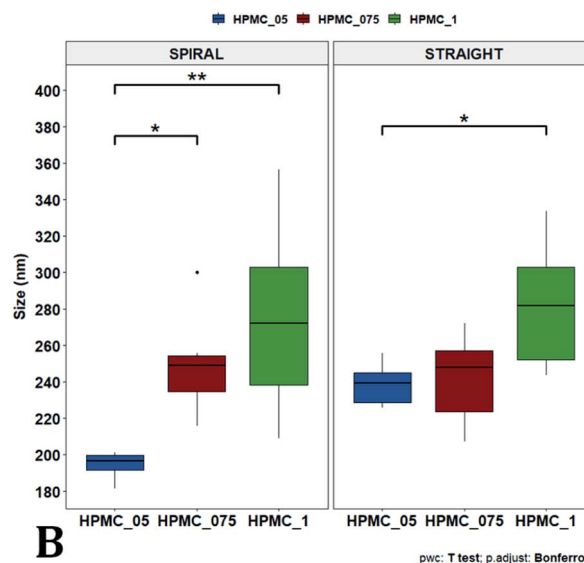 HPMC_05 HPMC_075 HPMC_1
SPIRAL STRAIGHT
400
380
360
340
320
300
280
260
240
220
200
180
Size (nm)
**
*
*
HPMC_05 HPMC_075 HPMC_1 HPMC_05 HPMC_075 HPMC_1
B
pwc: T test; p.adjust: Bonferro